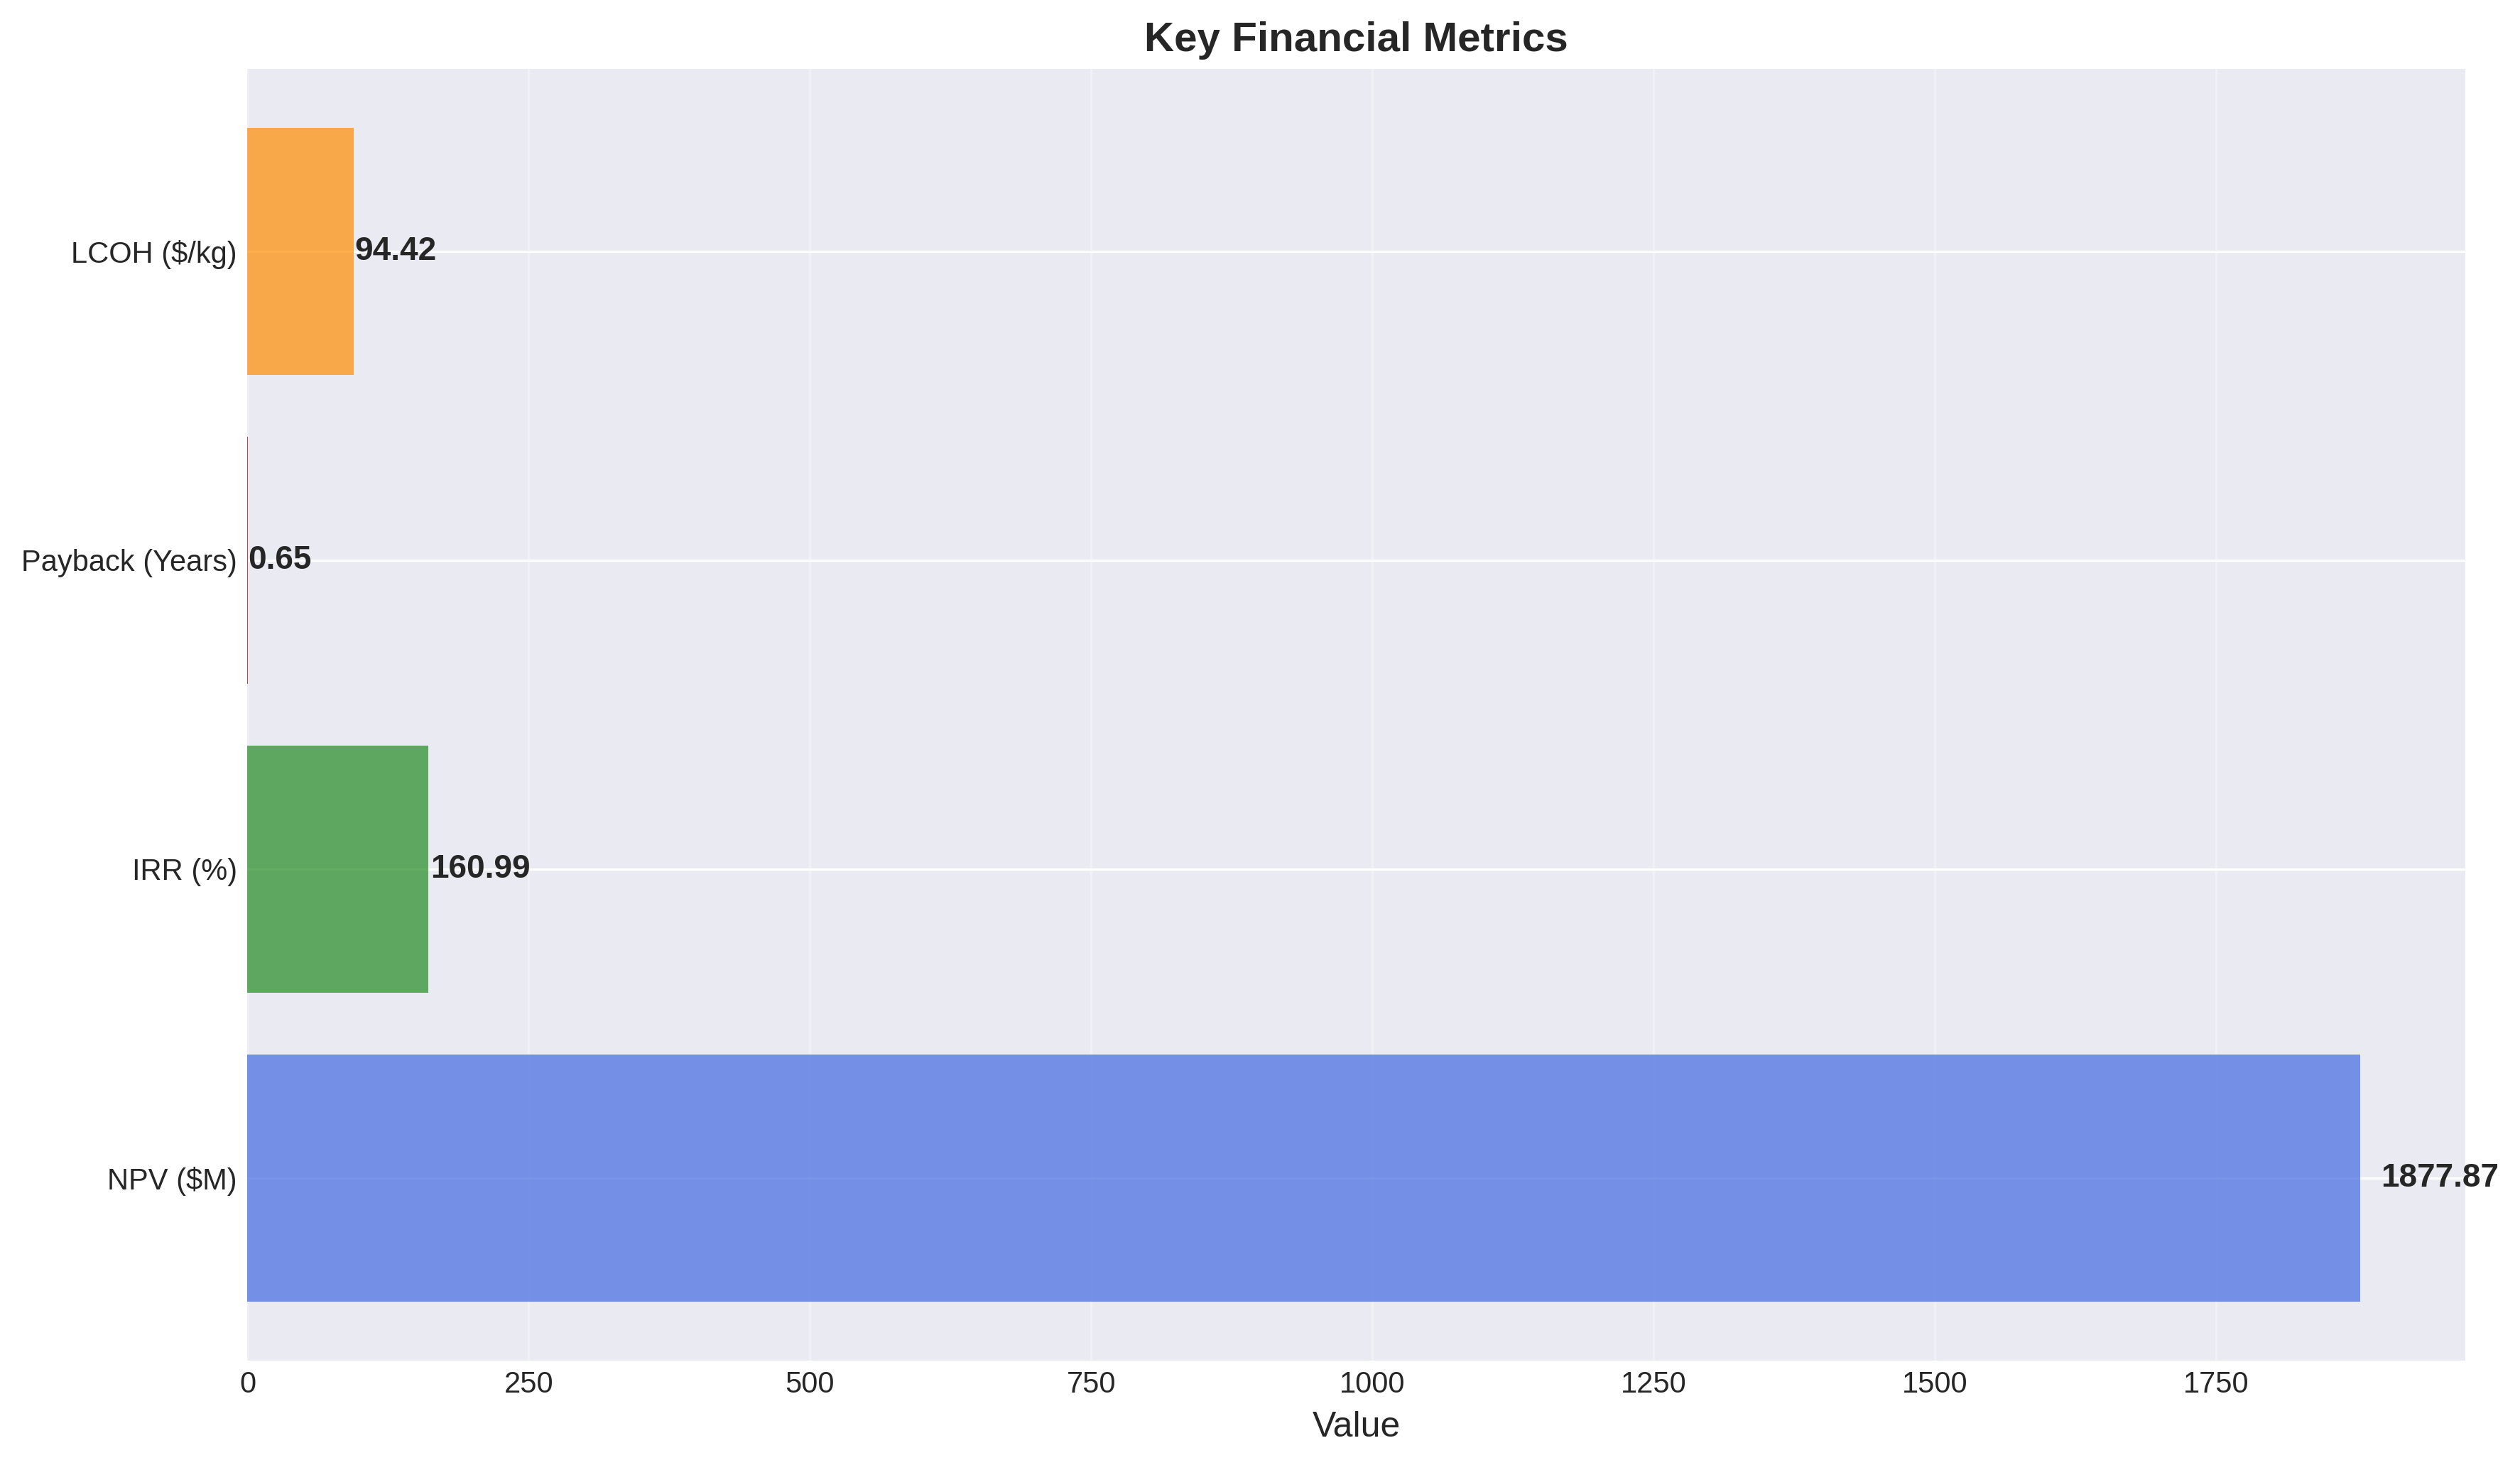 Key Financial Metrics
LCOH ($/kg)
94.42
Payback (Years)
0.65
IRR (%)
160.99
NPV ($M)
1877.87
0 250 500 750 1000 1250 1500 1750
Value